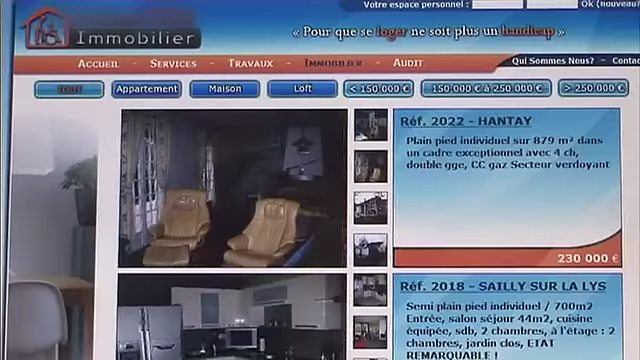 Votre espace personnel :
Ok (nouveau
Immobilier
« Pour que se loger ne soit plus un handicap »
Accueil - Services - Travaux - Immobilier - Audit
Qui Sommes Nous? - Contac
TOUT
Appartement
Maison
Loft
< 150 000 €
150 000 € à 250 000 €
> 250 000 €
Réf. 2022 - HANTAY
Plain pied individuel sur 879 m² dans
un cadre exceptionnel avec 4 ch,
double gge, CC gaz Secteur verdoyant
230 000 €
Réf. 2018 - SAILLY SUR LA LYS
Semi plain pied individuel / 700m2
Entrée, salon séjour 44m2, cuisine
équipée, sdb, 2 chambres, à l'étage : 2
chambres, jardin clos, ETAT
REMARQUABLE !